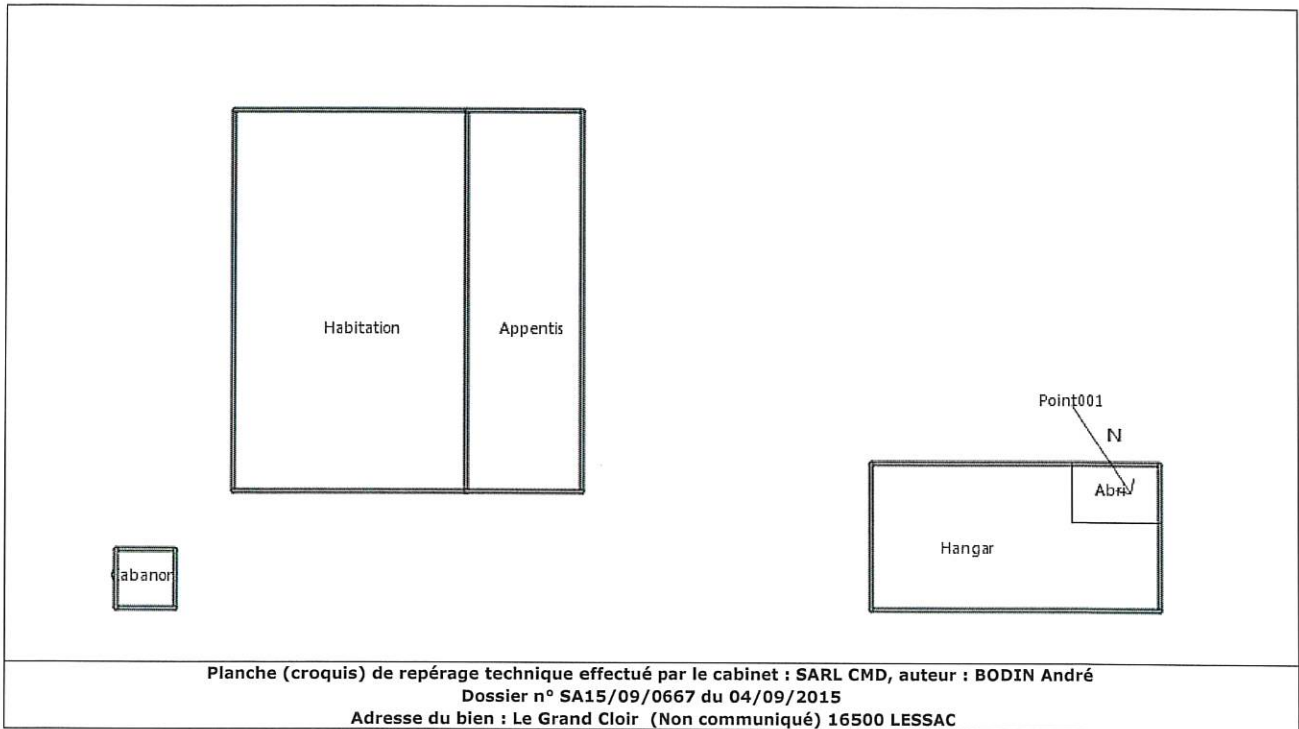 Habitation
Appentis
Point001
N
Abri
Hangar
Cabanon
Planche (croquis) de repérage technique effectué par le cabinet : SARL CMD, auteur : BODIN André
Dossier n° SA15/09/0667 du 04/09/2015
Adresse du bien : Le Grand Cloir (Non communiqué) 16500 LESSAC